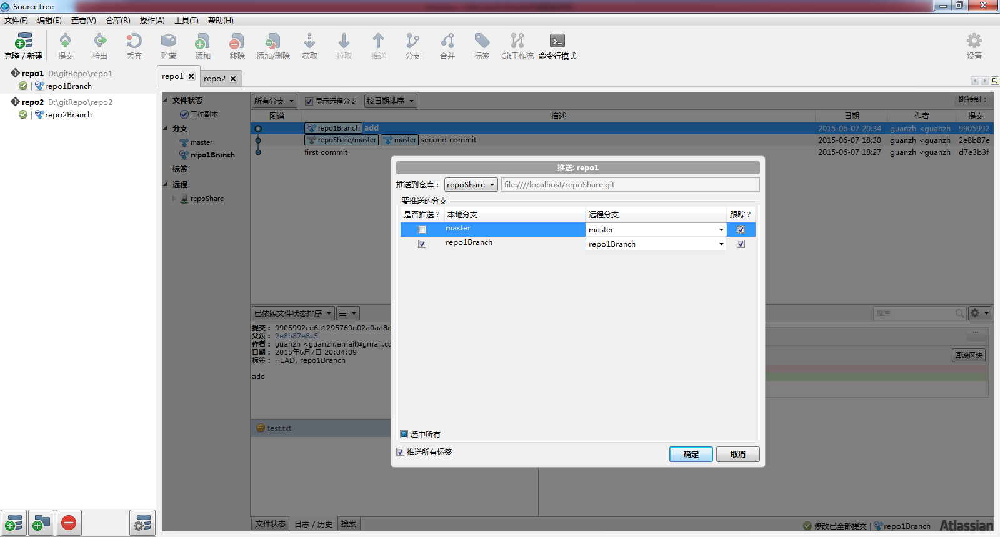 SourceTree
文件(F) 编辑(E) 查看(V) 仓库(R) 操作(A) 工具(T) 帮助(H)
克隆 / 新建 提交 检出 丢弃 贮藏 添加 移除 添加/删除 获取 拉取 推送 分支 合并 标签 Git工作流 命令行模式 设置
repo1 D:\gitRepo\repo1
repo1Branch
repo2 D:\gitRepo\repo2
repo2Branch
repo1 repo2
文件状态
工作副本
分支
master
repo1Branch
标签
远程
repoShare
所有分支 显示远程分支 按日期排序 跳转到：
图谱 描述 日期 作者 提交
repo1Branch add 2015-06-07 20:34 guanzh <guanzh 9905992
repoShare/master master second commit 2015-06-07 18:30 guanzh <guanzh 2e8b87e
first commit 2015-06-07 18:27 guanzh <guanzh d7e3b3f
推送: repo1
推送到仓库： repoShare file:////localhost/repoShare.git
要推送的分支
是否推送？ 本地分支 远程分支 跟踪？
master master
repo1Branch repo1Branch
选中所有
推送所有标签
确定 取消
已依照文件状态排序 搜索
提交： 9905992ce6c1295769e02a0aa8c
父级： 2e8b87e8c5
作者： guanzh <guanzh.email@gmail.co
日期： 2015年6月7日 20:34:09
标签： HEAD, repo1Branch
add
...
回滚区块
test.txt
文件状态 日志 / 历史 搜索
修改已全部提交 repo1Branch Atlassian